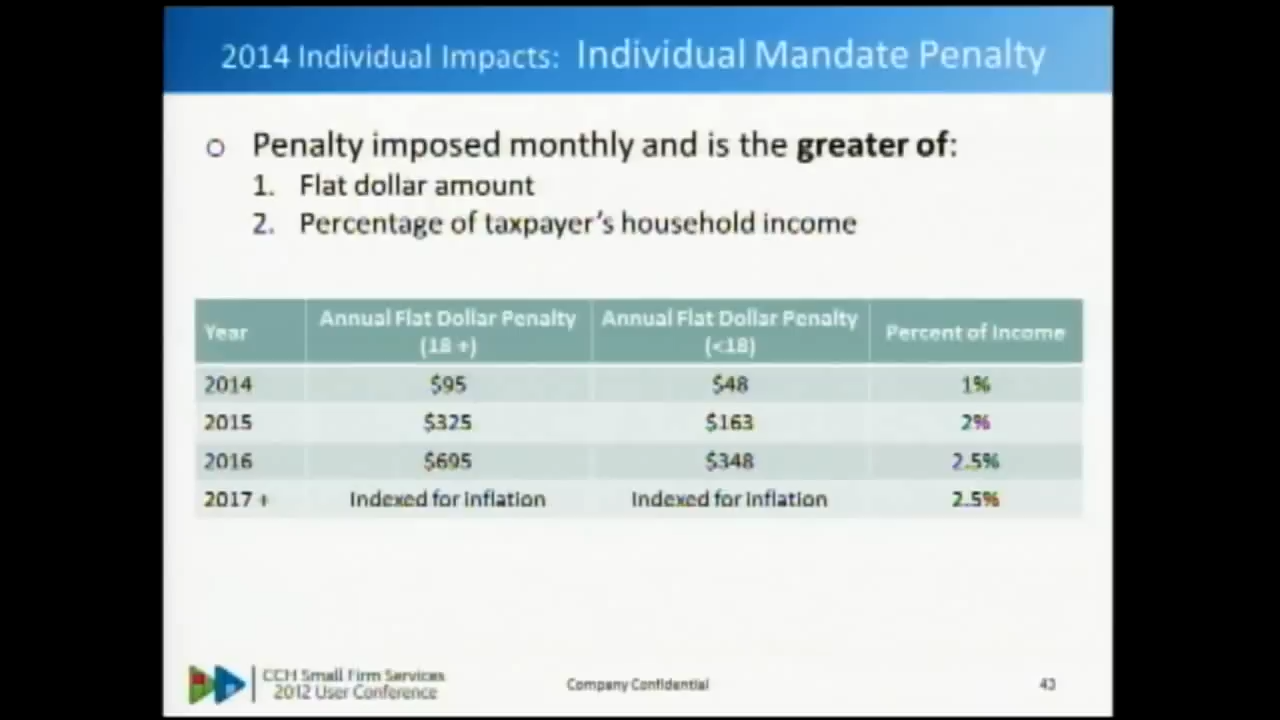 2014 Individual Impacts: Individual Mandate Penalty
o Penalty imposed monthly and is the greater of:
1. Flat dollar amount
2. Percentage of taxpayer's household income
Year Annual Flat Dollar Penalty (18 +) Annual Flat Dollar Penalty (<18) Percent of Income
2014 $95 $48 1%
2015 $325 $163 2%
2016 $695 $348 2.5%
2017 + Indexed for Inflation Indexed for Inflation 2.5%
CCH Small Firm Services
2012 User Conference
Company Confidential
43